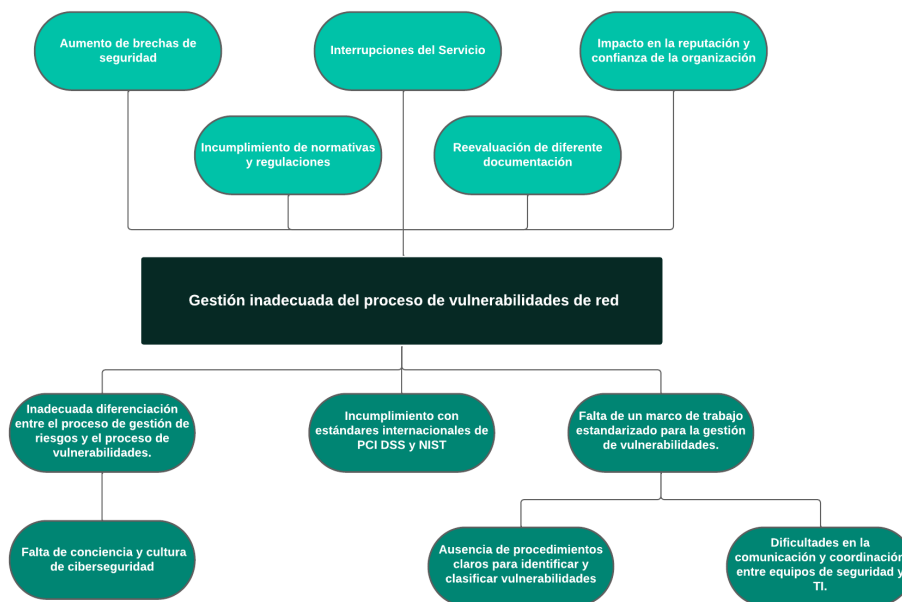 Aumento de brechas de
seguridad
Interrupciones del Servicio
Impacto en la reputación y
confianza de la organización
Incumplimiento de normativas
y regulaciones
Reevaluación de diferente
documentación
Gestión inadecuada del proceso de vulnerabilidades de red
Inadecuada diferenciación
entre el proceso de gestión de
riesgos y el proceso de
vulnerabilidades.
Incumplimiento con
estándares internacionales de
PCI DSS y NIST
Falta de un marco de trabajo
estandarizado para la gestión
de vulnerabilidades.
Falta de conciencia y cultura
de ciberseguridad
Ausencia de procedimientos
claros para identificar y
clasificar vulnerabilidades
Dificultades en la
comunicación y coordinación
entre equipos de seguridad y
TI.